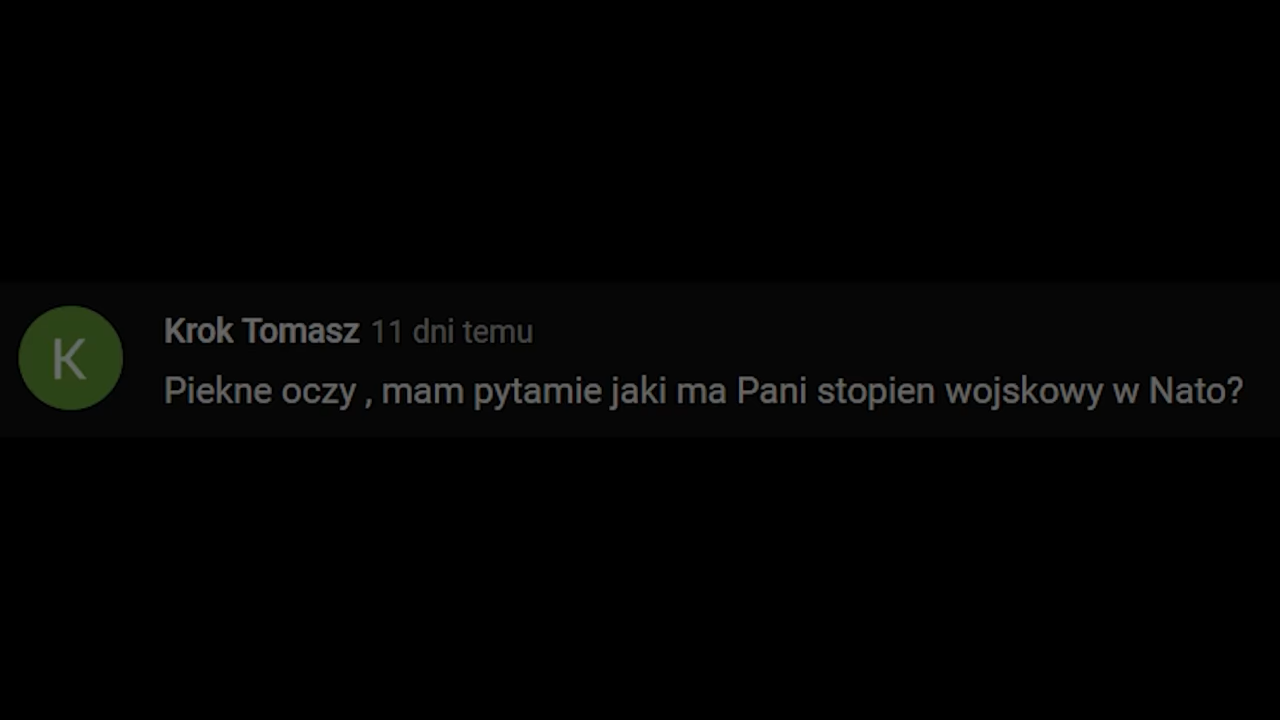 K
Krok Tomasz 11 dni temu
Piekne oczy , mam pytamie jaki ma Pani stopien wojskowy w Nato?